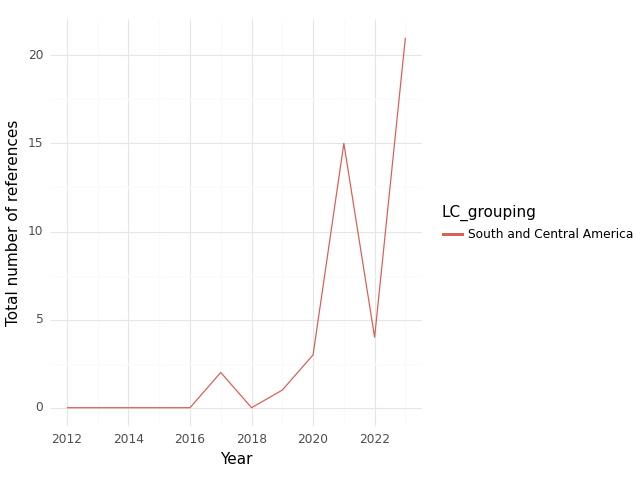 20
15
10
5
0
Total number of references
2012 2014 2016 2018 2020 2022
Year
LC_grouping
South and Central America